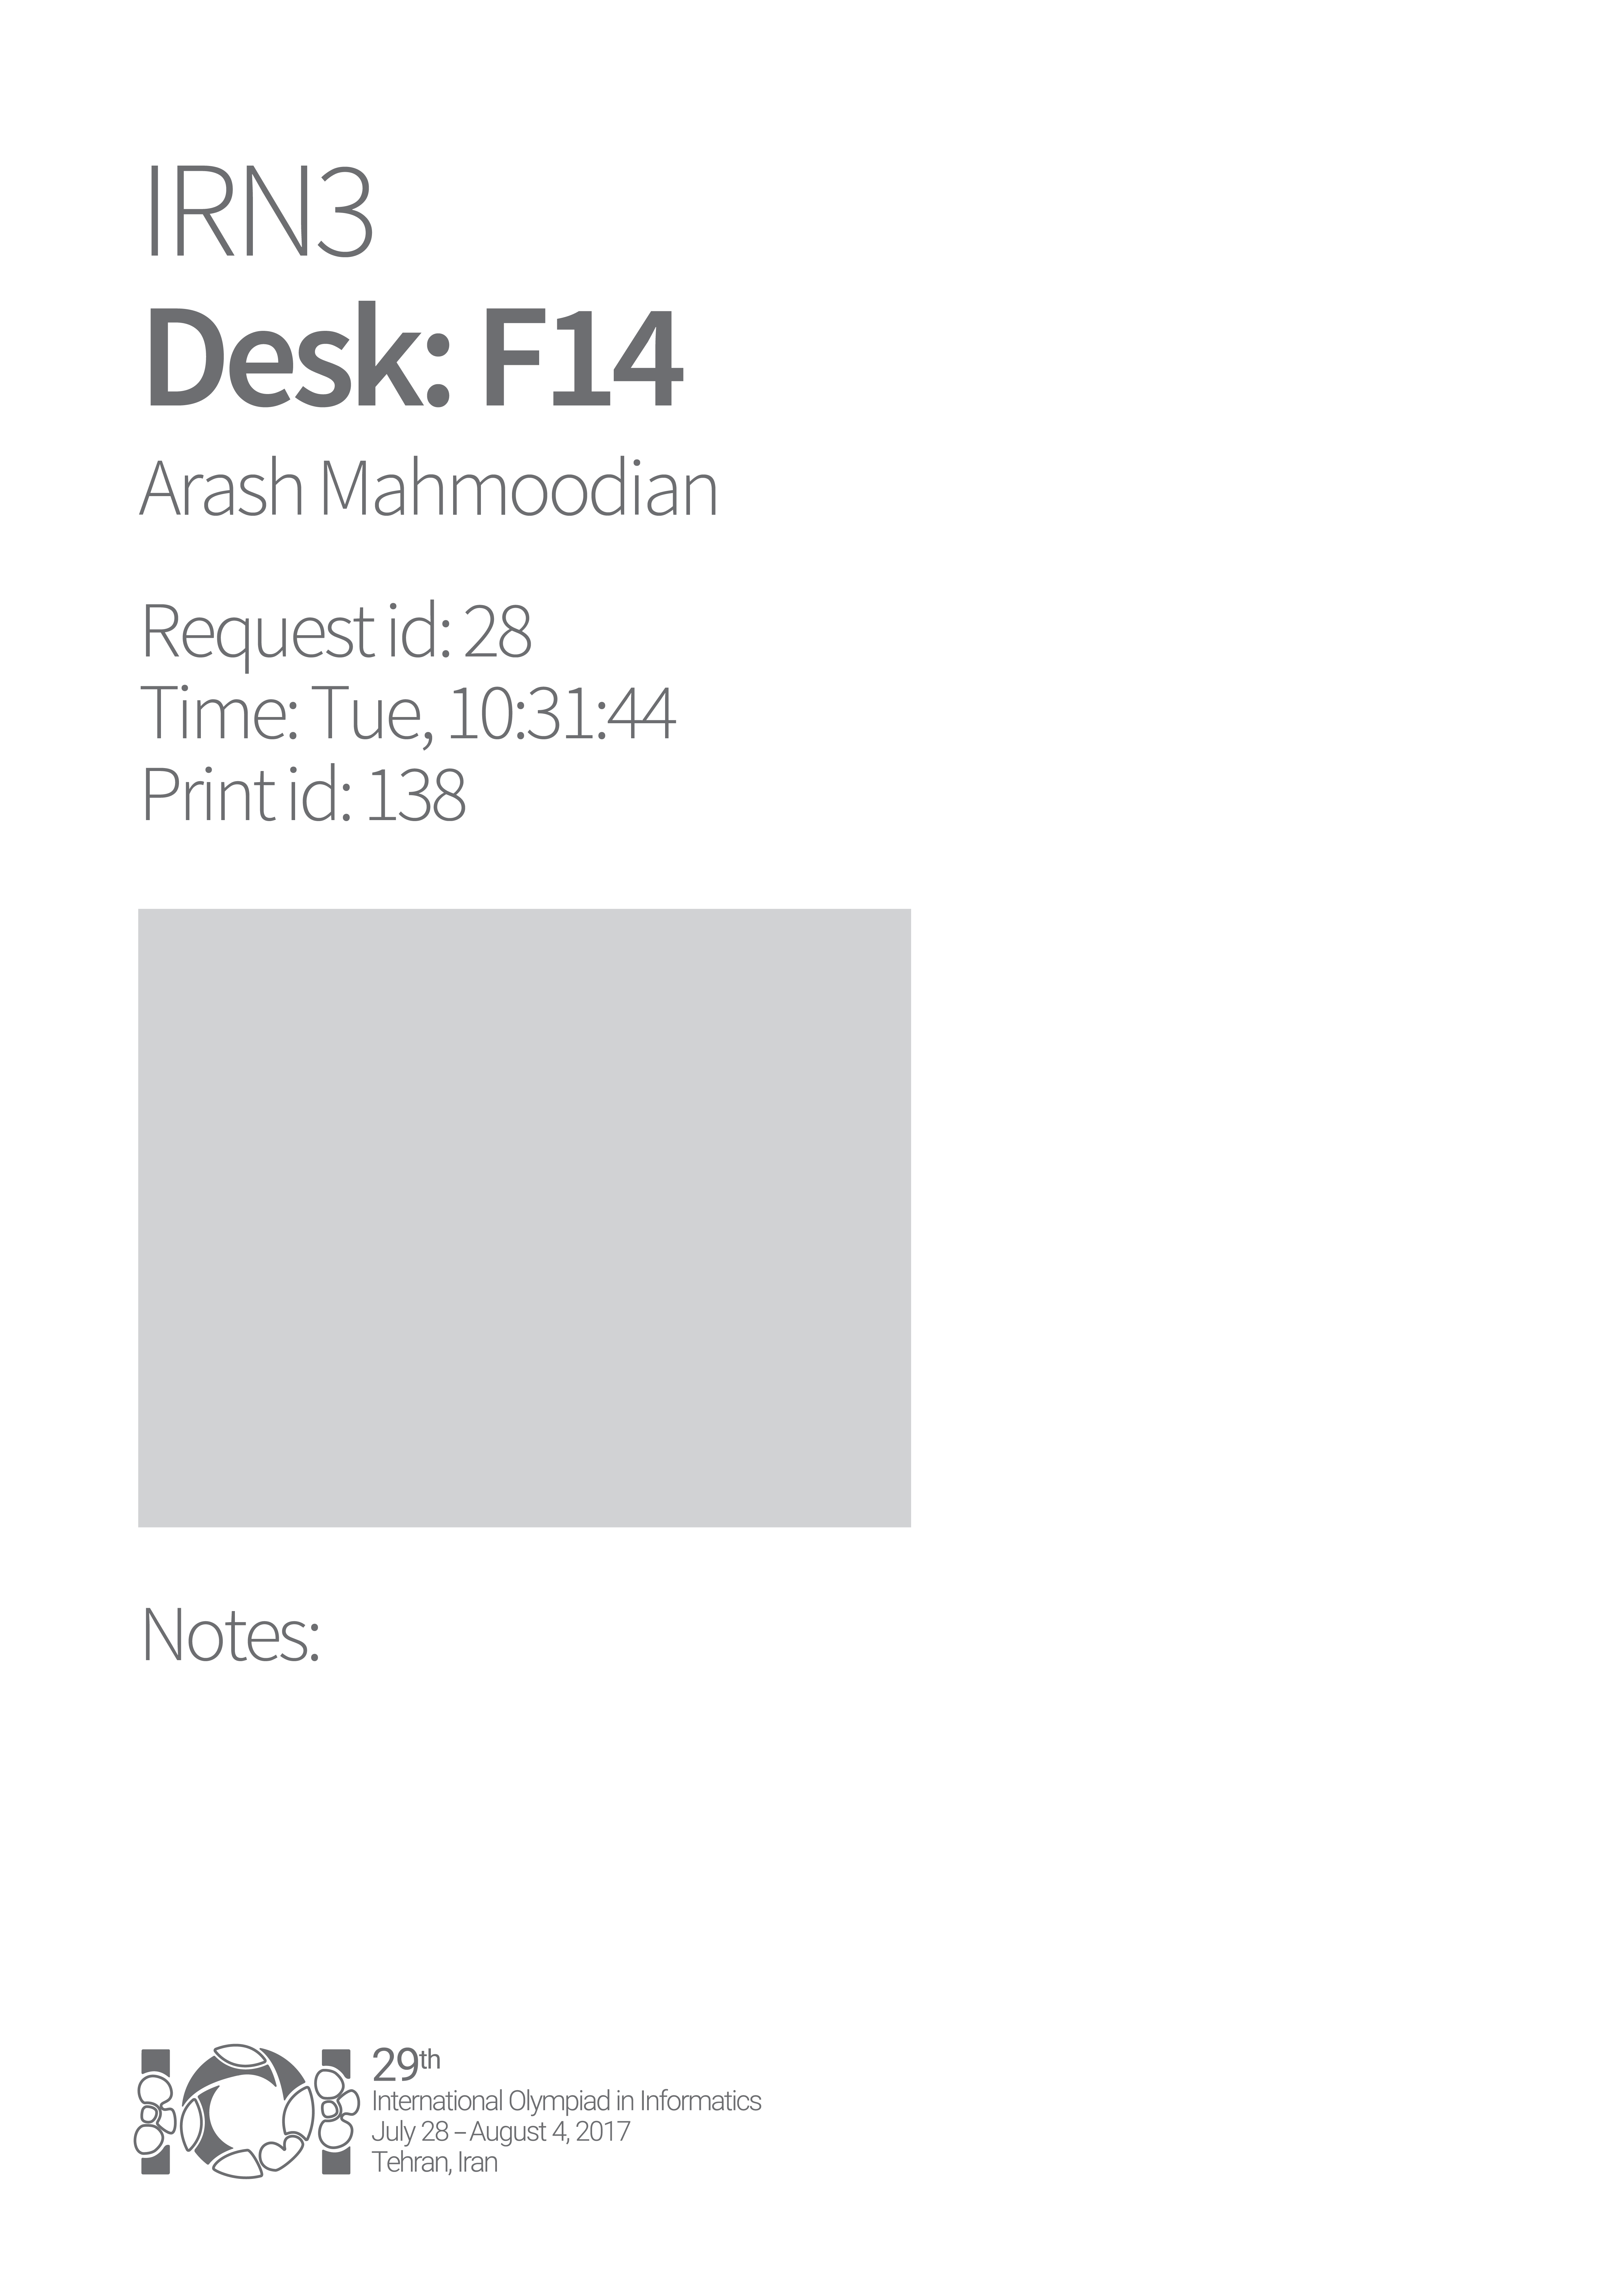 IRN3
Desk: F14
Arash Mahmoodian
Request id: 28
Time: Tue, 10:31:44
Print id: 138
Notes:
29th
International Olympiad in Informatics
July 28 – August 4, 2017
Tehran, Iran